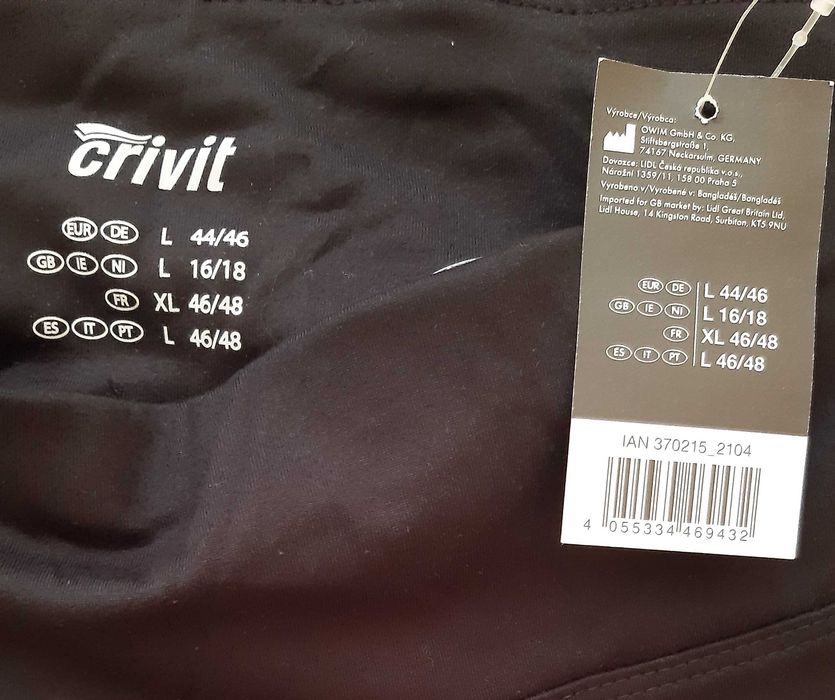 crivit
EUR DE L 44/46
GB IE NI L 16/18
FR XL 46/48
ES IT PT L 46/48
Výrobce/Výrobca:
OWIM GmbH & Co. KG,
Stiftsbergstraße 1,
74167 Neckarsulm, GERMANY
Dovozce: LIDL Česká republika v.o.s.,
Nárožní 1359/11, 158 00 Praha 5
Vyrobeno v/Vyrobené v: Bangladéš/Bangladéš
Imported for GB market by: Lidl Great Britain Ltd,
Lidl House, 14 Kingston Road, Surbiton, KT5 9NU
EUR DE L 44/46
GB IE NI L 16/18
FR XL 46/48
ES IT PT L 46/48
IAN 370215_2104
4 055334 469432